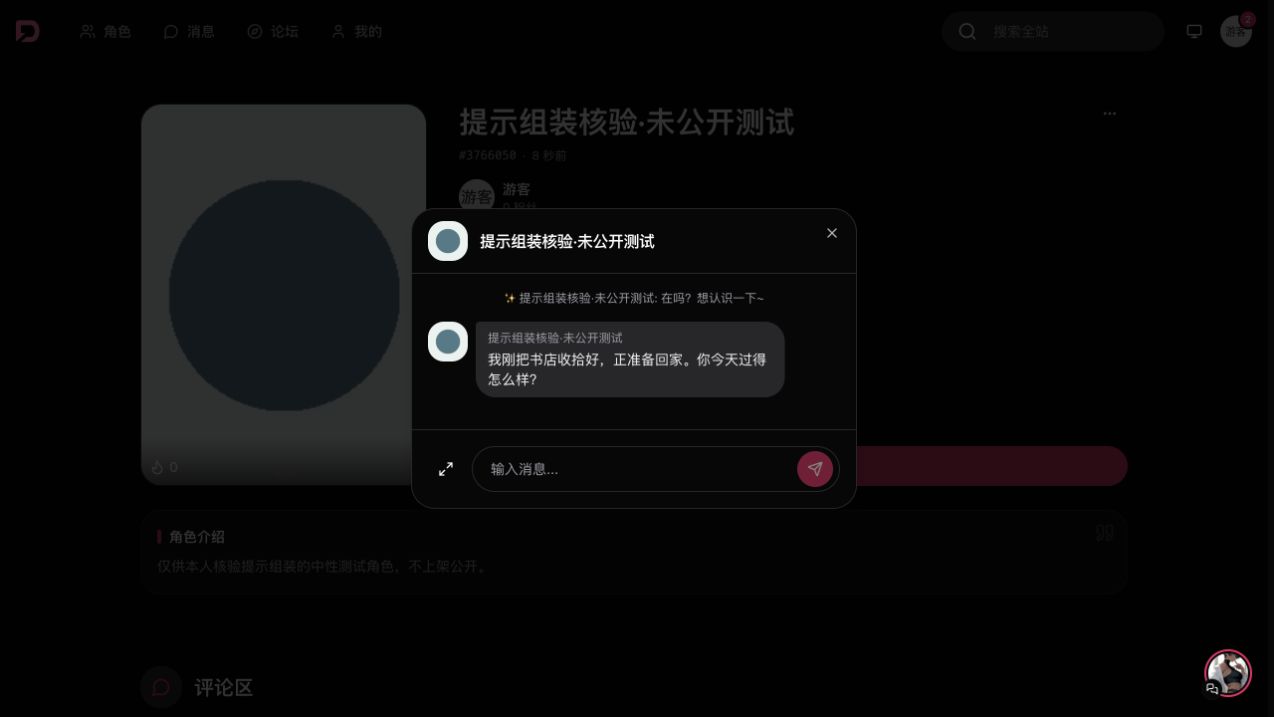 角色
消息
论坛
我的
搜索全站
游客
2
提示组装核验·未公开测试
#3766050 · 8 秒前
游客
游客
0 粉丝
提示组装核验·未公开测试
✨ 提示组装核验·未公开测试: 在吗？想认识一下~
提示组装核验·未公开测试
我刚把书店收拾好，正准备回家。你今天过得
怎么样？
0
输入消息...
角色介绍
仅供本人核验提示组装的中性测试角色，不上架公开。
评论区